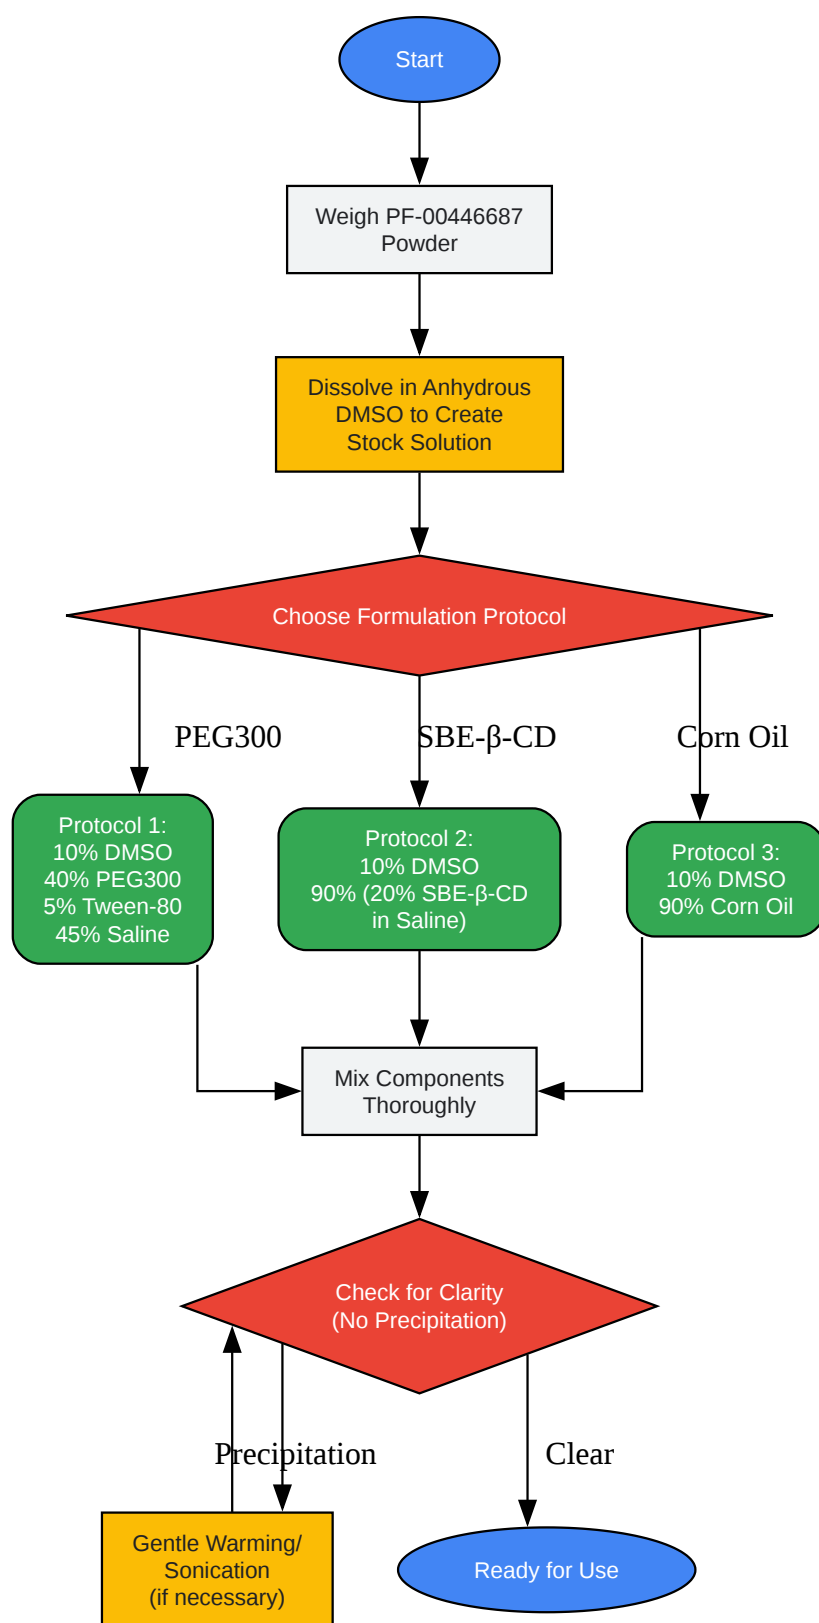 Start
Weigh PF-00446687
Powder
Dissolve in Anhydrous
DMSO to Create
Stock Solution
Choose Formulation Protocol
PEG300
SBE-β-CD
Corn Oil
Protocol 1:
10% DMSO
40% PEG300
5% Tween-80
45% Saline
Protocol 2:
10% DMSO
90% (20% SBE-β-CD
in Saline)
Protocol 3:
10% DMSO
90% Corn Oil
Mix Components
Thoroughly
Check for Clarity
(No Precipitation)
Precipitation
Clear
Gentle Warming/
Sonication
(if necessary)
Ready for Use